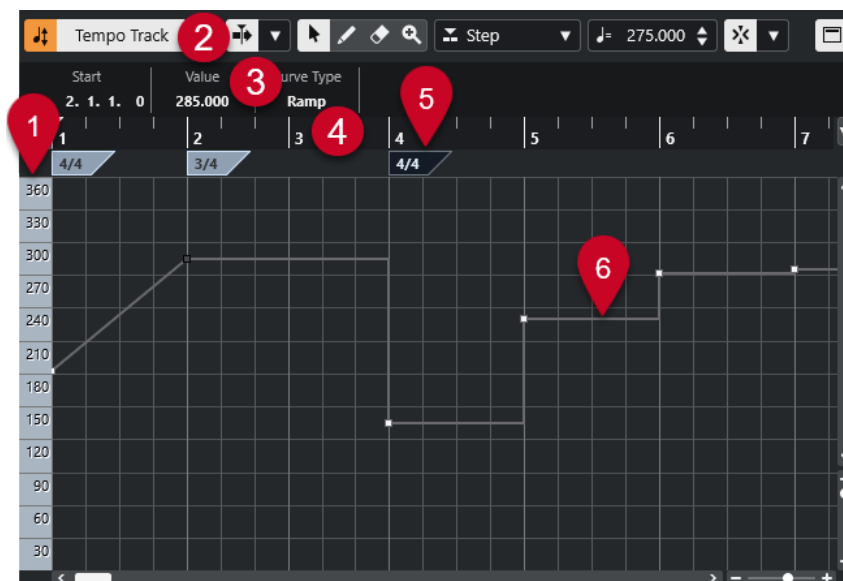 Tempo Track 2 Step 275.000
Start Value 3 urve Type 5
2. 1. 1. 0 285.000 Ramp
1 1 2 3 4 4 5 6 7
4/4 3/4 4/4
360
330
300
6
270
240
210
180
150
120
90
60
30